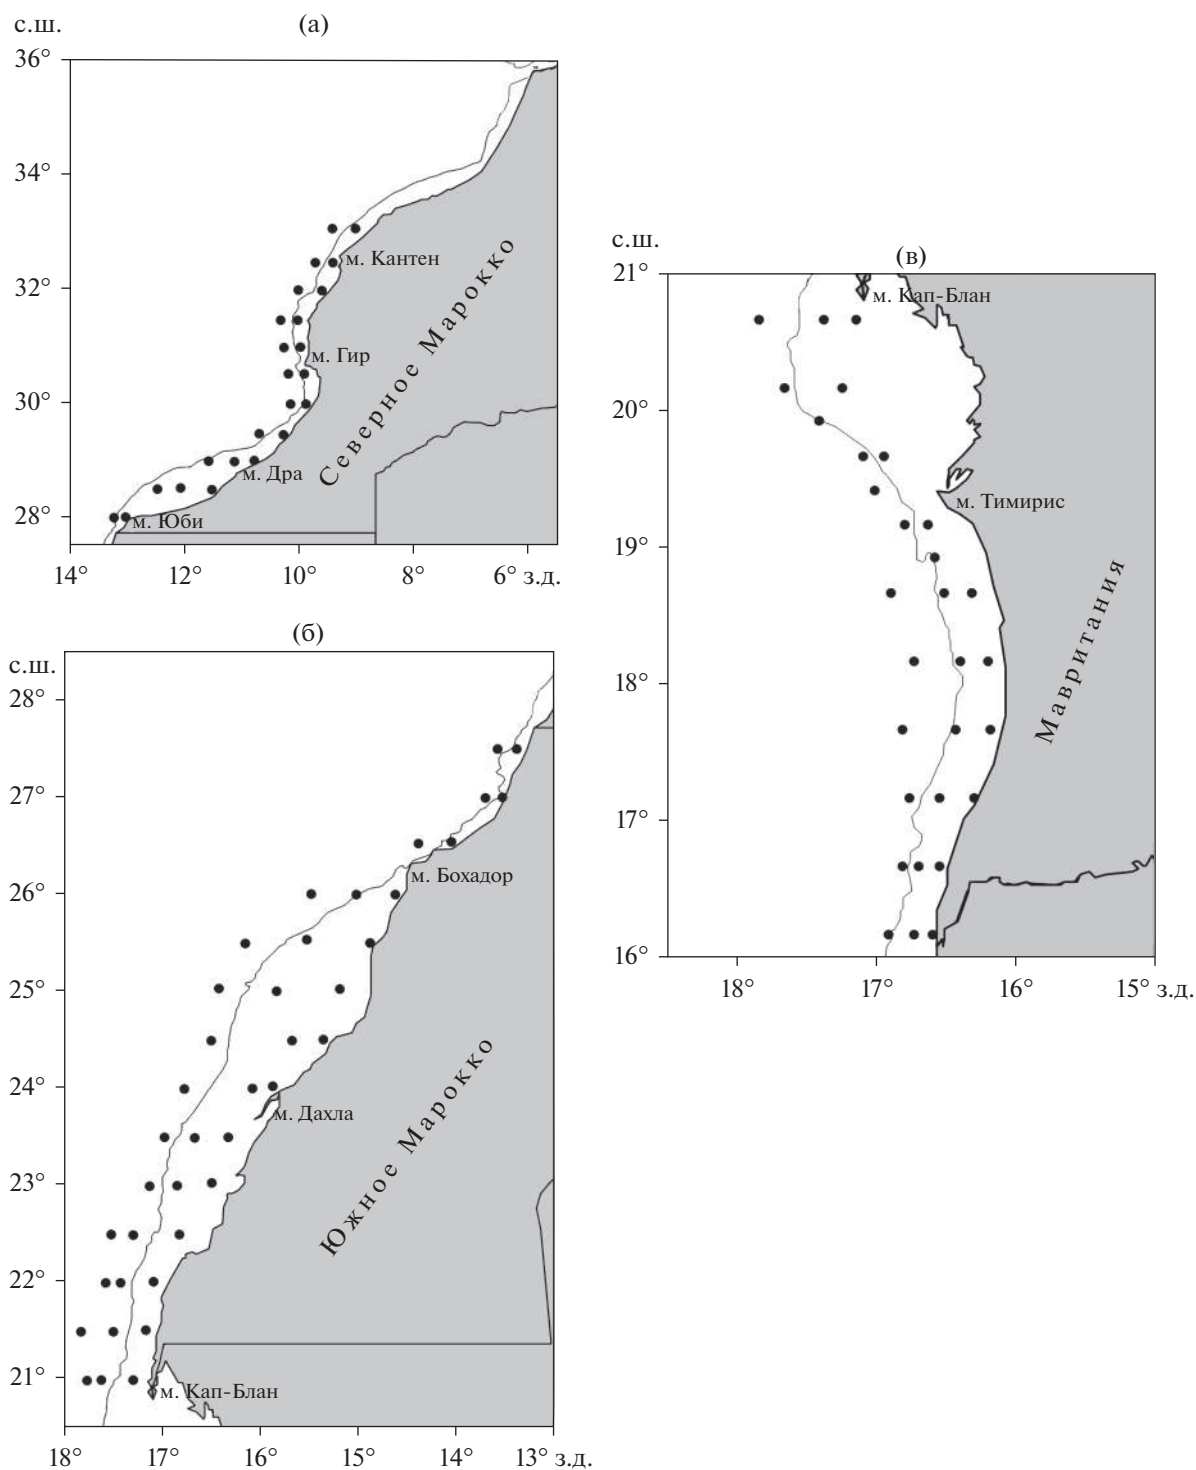 с.ш.
(а)
36°
34°
32°
30°
28°
м. Кантен
м. Гир
м. Дра
м. Юби
Северное Марокко
14°
12°
10°
8°
6° з.д.
(б)
с.ш.
28°
27°
26°
25°
24°
23°
22°
21°
м. Бохадор
м. Дахла
Южное Марокко
м. Кап-Блан
18°
17°
16°
15°
14°
13° з.д.
с.ш.
(в)
21°
20°
19°
18°
17°
16°
м. Кап-Блан
м. Тимирис
Мавритания
18°
17°
16°
15° з.д.